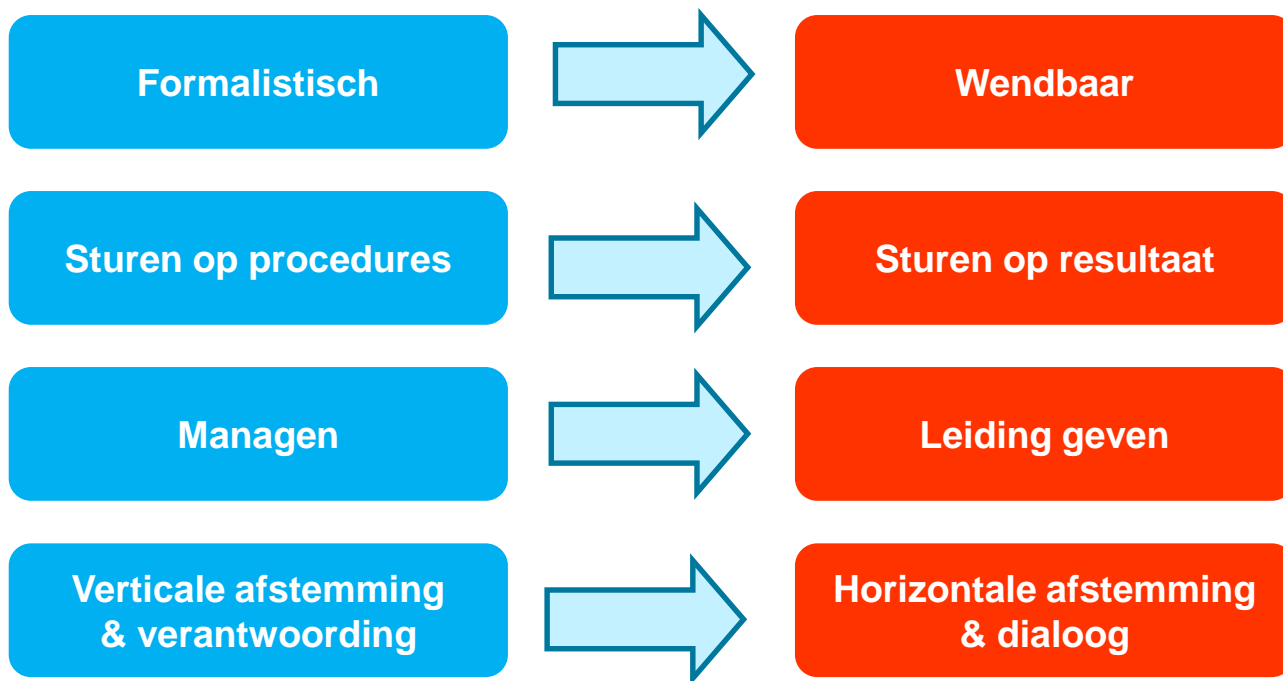 Formalistisch
Wendbaar
Sturen op procedures
Sturen op resultaat
Managen
Leiding geven
Verticale afstemming
& verantwoording
Horizontale afstemming
& dialoog